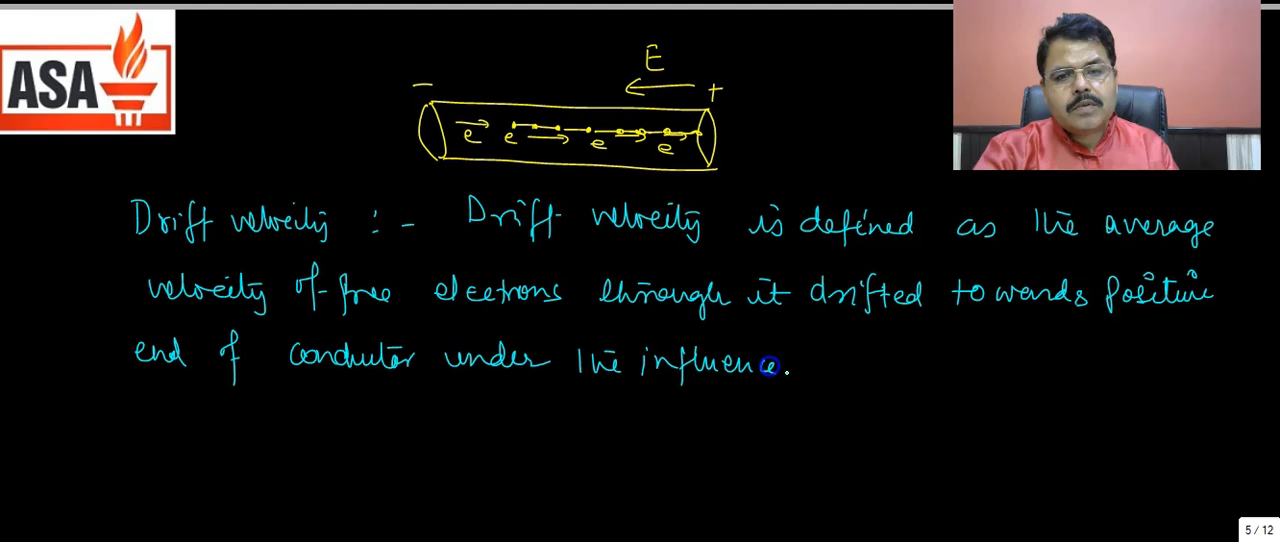 ASA
E
- +
e e e e
Drift velocity :- Drift velocity is defined as the average
velocity of free electrons through it drifted towards positive
end of conductor under the influence.
5 / 12